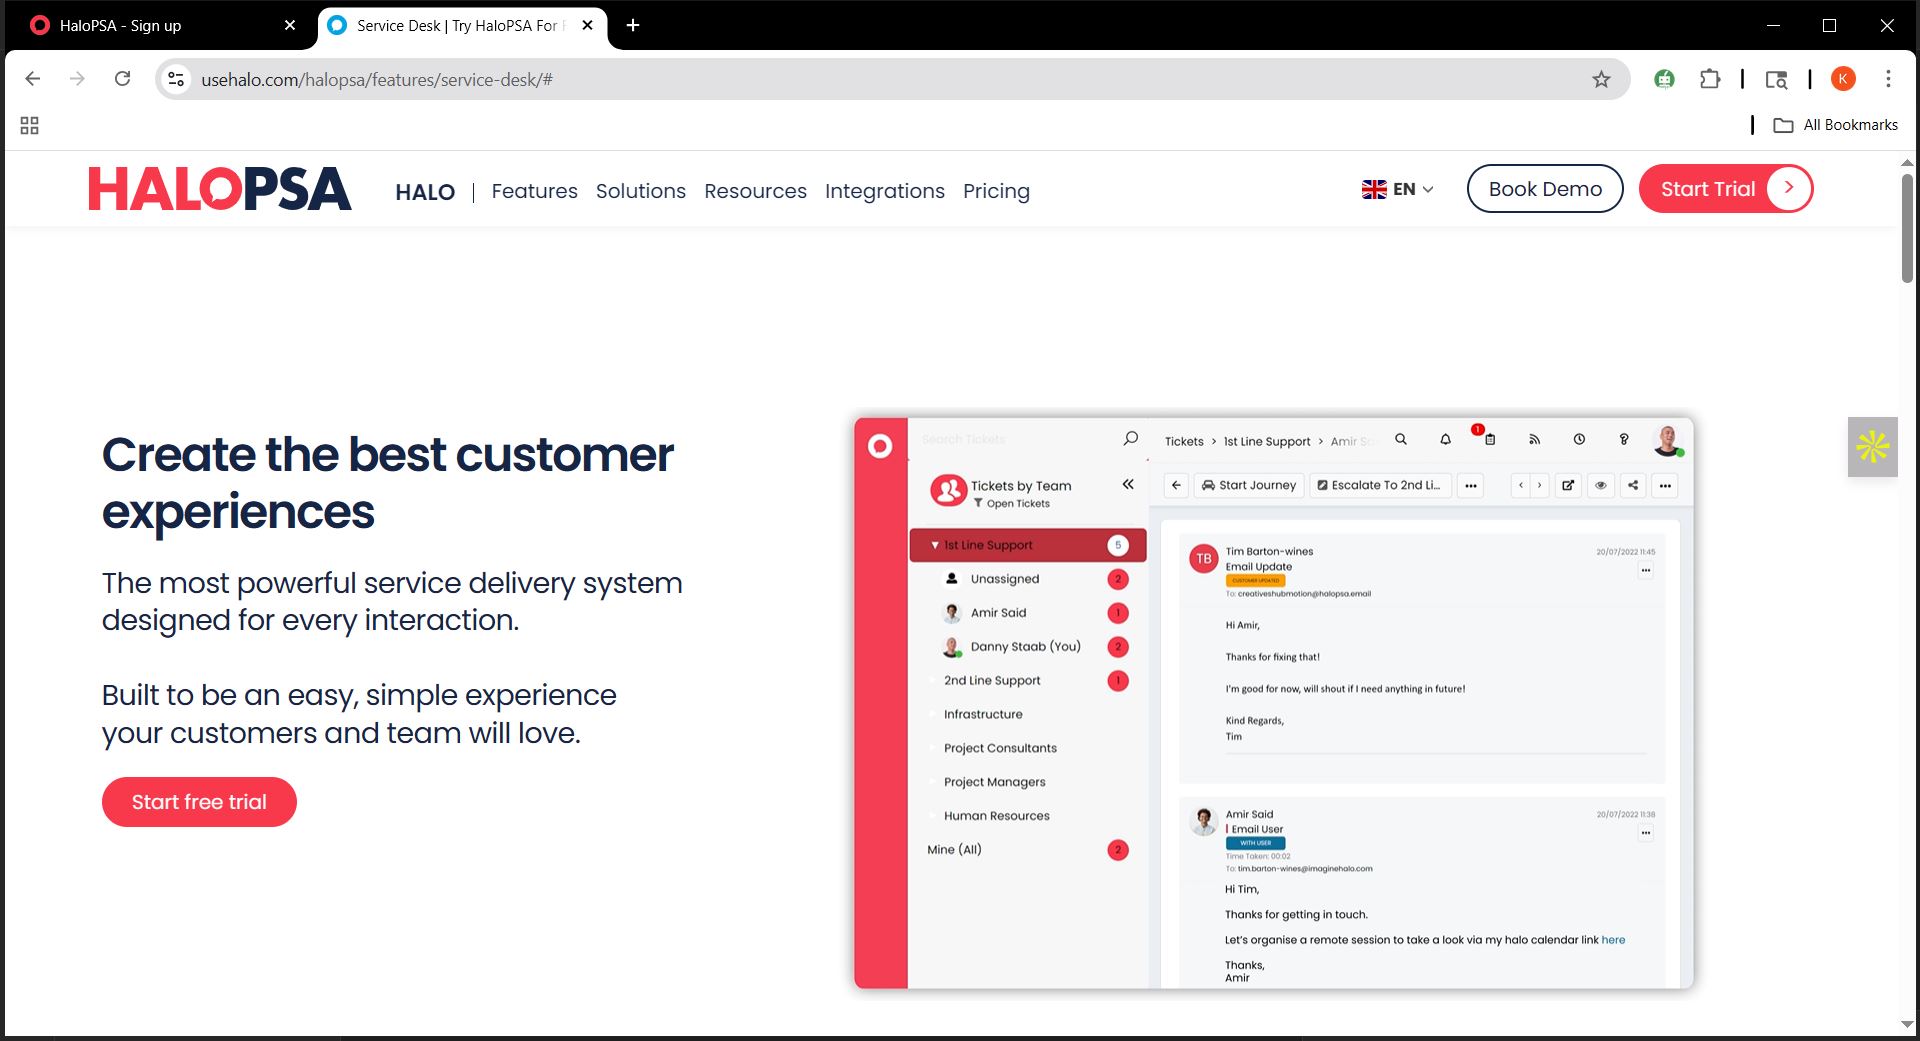 HaloPSA - Sign up
Service Desk | Try HaloPSA For
usehalo.com/halopsa/features/service-desk/#
K
All Bookmarks
HALOPSA
HALO | Features Solutions Resources Integrations Pricing
EN
Book Demo
Start Trial
Create the best customer
experiences
The most powerful service delivery system
designed for every interaction.
Built to be an easy, simple experience
your customers and team will love.
Start free trial
Search Tickets
Tickets by Team
Open Tickets
1st Line Support 5
Unassigned 2
Amir Said 1
Danny Staab (You) 2
2nd Line Support 1
Infrastructure
Project Consultants
Project Managers
Human Resources
Mine (All) 2
Tickets > 1st Line Support > Amir
1
Start Journey
Escalate To 2nd Li...
TB
Tim Barton-wines
20/07/2022 11:45
Email Update
CUSTOMER UPDATED
To: creativeshubmotion@halopsa.email
Hi Amir,
Thanks for fixing that!
I'm good for now, will shout if I need anything in future!
Kind Regards,
Tim
Amir Said
20/07/2022 11:38
Email User
WITH USER
Time Taken: 00:02
To: tim.barton-wines@imaginehalo.com
Hi Tim,
Thanks for getting in touch.
Let's organise a remote session to take a look via my halo calendar link here
Thanks,
Amir